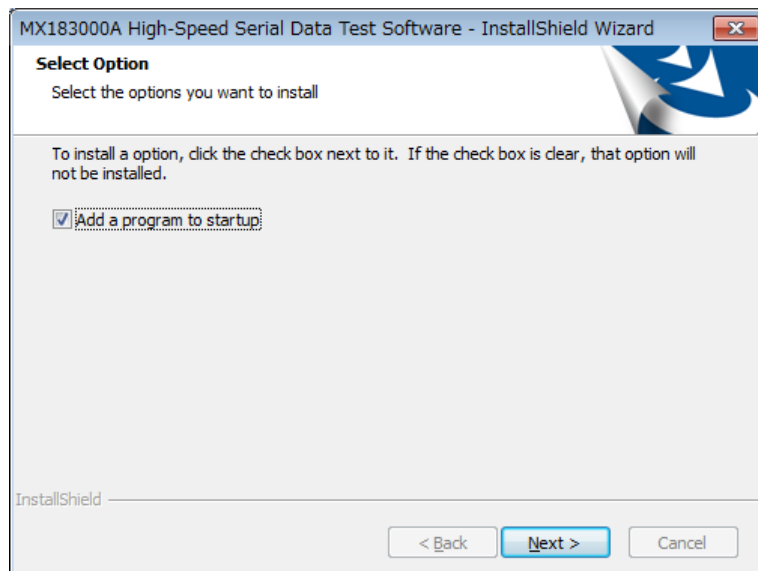 MX183000A High-Speed Serial Data Test Software - InstallShield Wizard
Select Option
Select the options you want to install
To install a option, click the check box next to it. If the check box is clear, that option will
not be installed.
Add a program to startup
InstallShield
< Back
Next >
Cancel